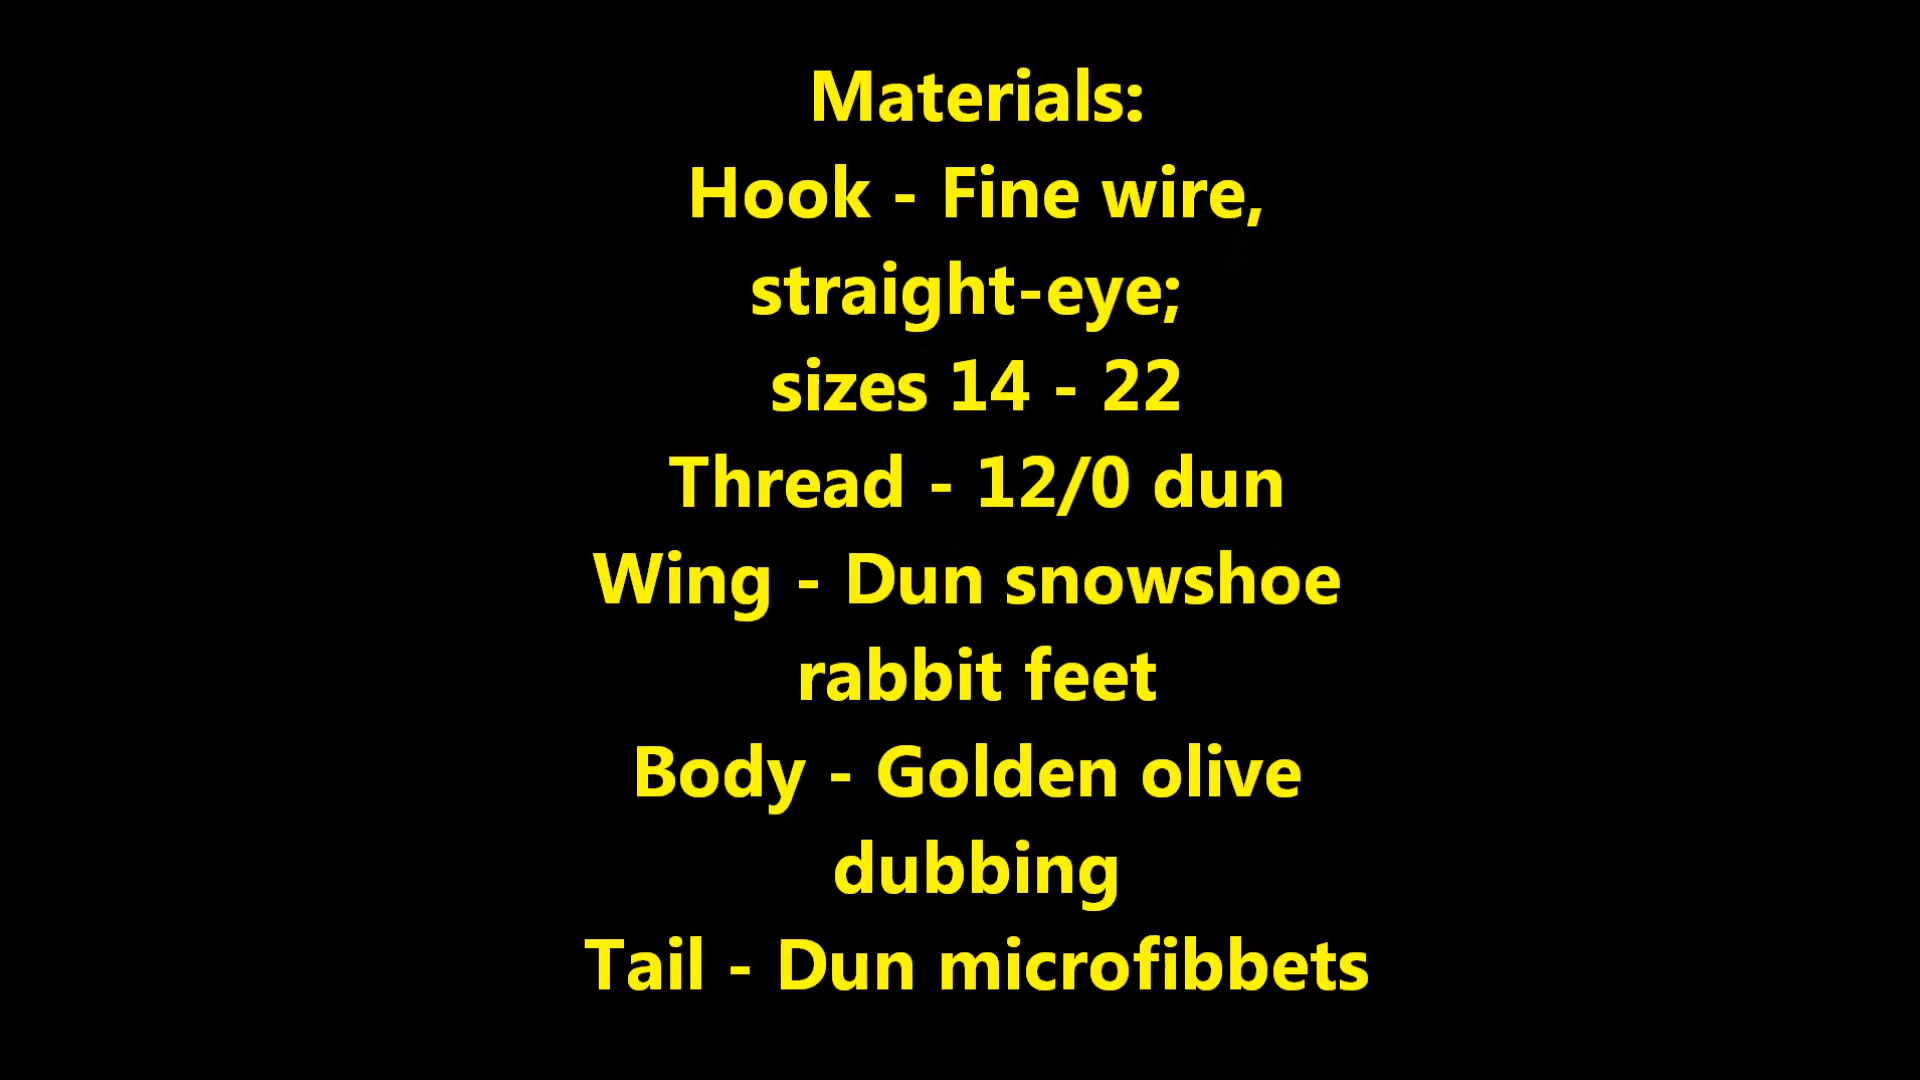 Materials:
Hook - Fine wire,
straight-eye;
sizes 14 - 22
Thread - 12/0 dun
Wing - Dun snowshoe
rabbit feet
Body - Golden olive
dubbing
Tail - Dun microfibbets